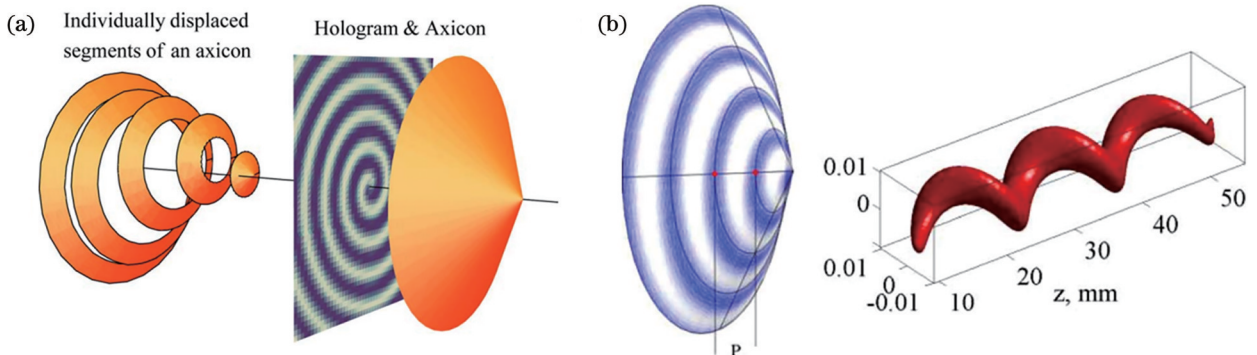 (a)
Individually displaced
segments of an axicon
Hologram & Axicon
(b)
P
0.01
0
0.01
0
-0.01
10
20
30
40
50
z, mm